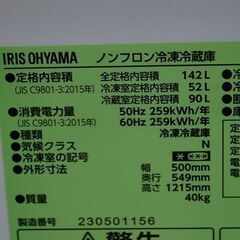 IRIS OHYAMA ノンフロン冷凍冷蔵庫
●定格内容積 全定格内容積 142L
(JIS C9801-3:2015年) 冷凍室定格内容積 52L
冷蔵室定格内容積 90L
●消費電力量 50Hz 259kWh/年
(JIS C9801-3:2015年) 60Hz 259kWh/年
●種類 冷凍冷蔵庫
●気候クラス N
●冷凍室の記号
●外形寸法 幅 500mm
奥行 549mm
高さ 1215mm
●質量 40kg
製造番号 230501156
警告